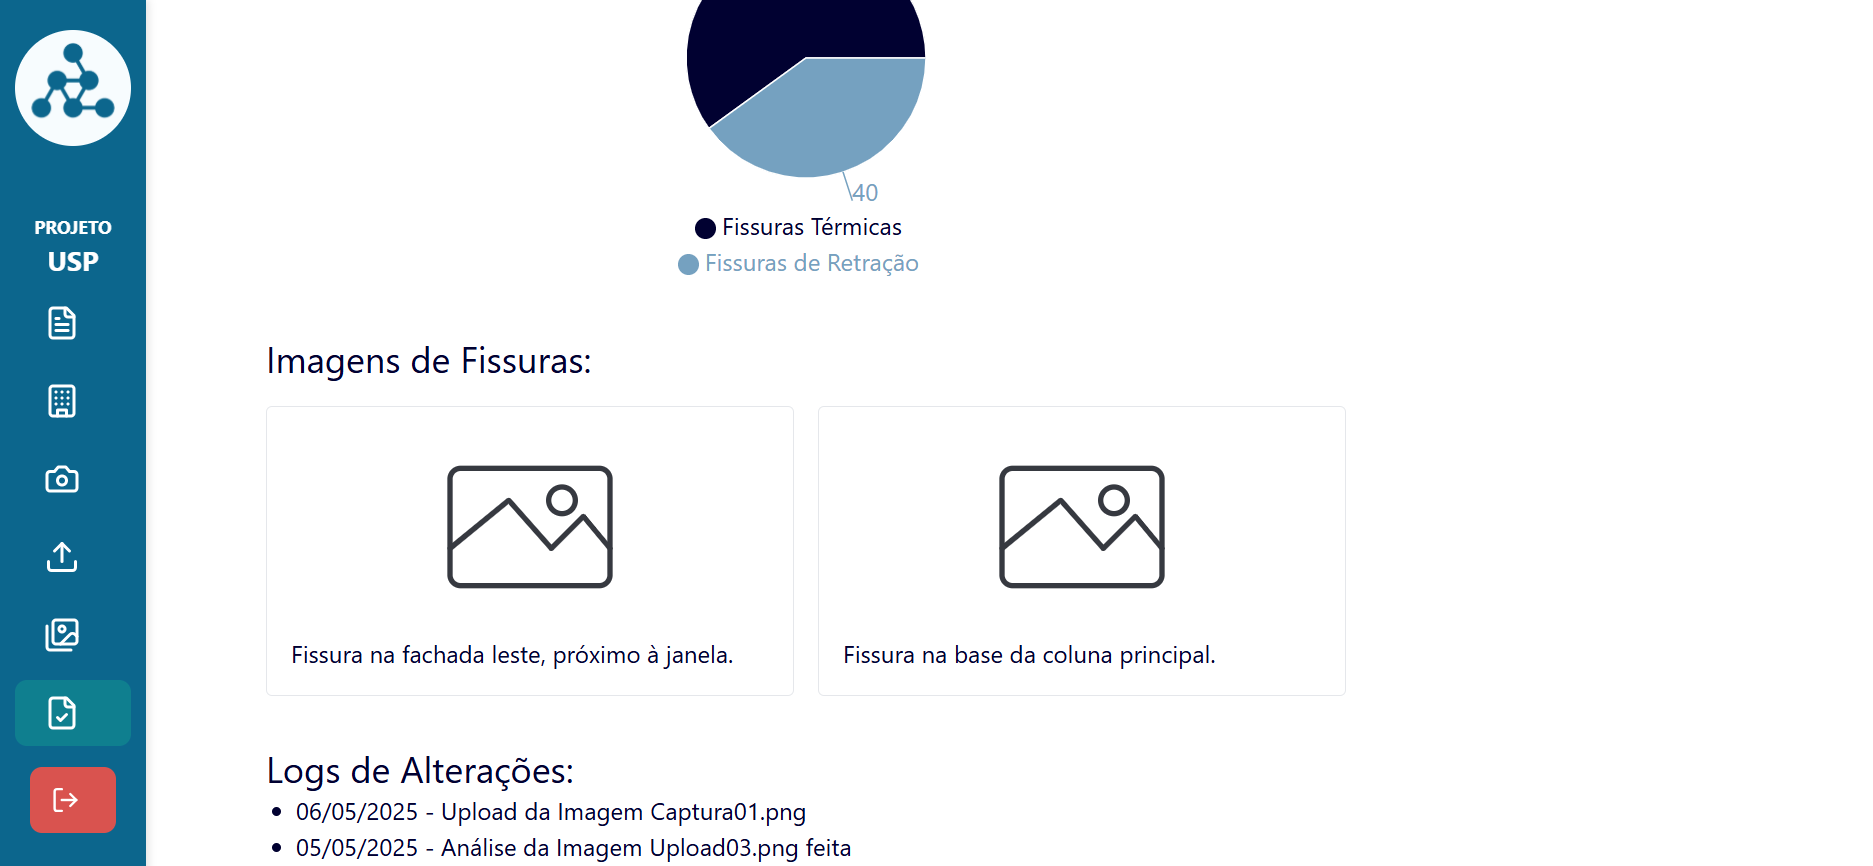 PROJETO
USP
40
Fissuras Térmicas
Fissuras de Retração
Imagens de Fissuras:
Fissura na fachada leste, próximo à janela.
Fissura na base da coluna principal.
Logs de Alterações:
06/05/2025 - Upload da Imagem Captura01.png
05/05/2025 - Análise da Imagem Upload03.png feita